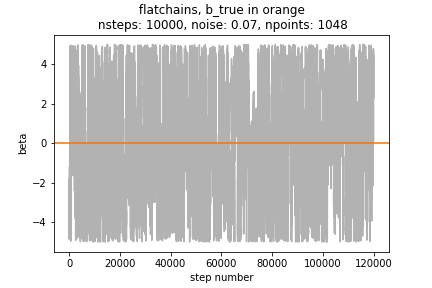 flatchains, b_true in orange
nsteps: 10000, noise: 0.07, npoints: 1048
4
2
0
−2
−4
beta
0 20000 40000 60000 80000 100000 120000
step number